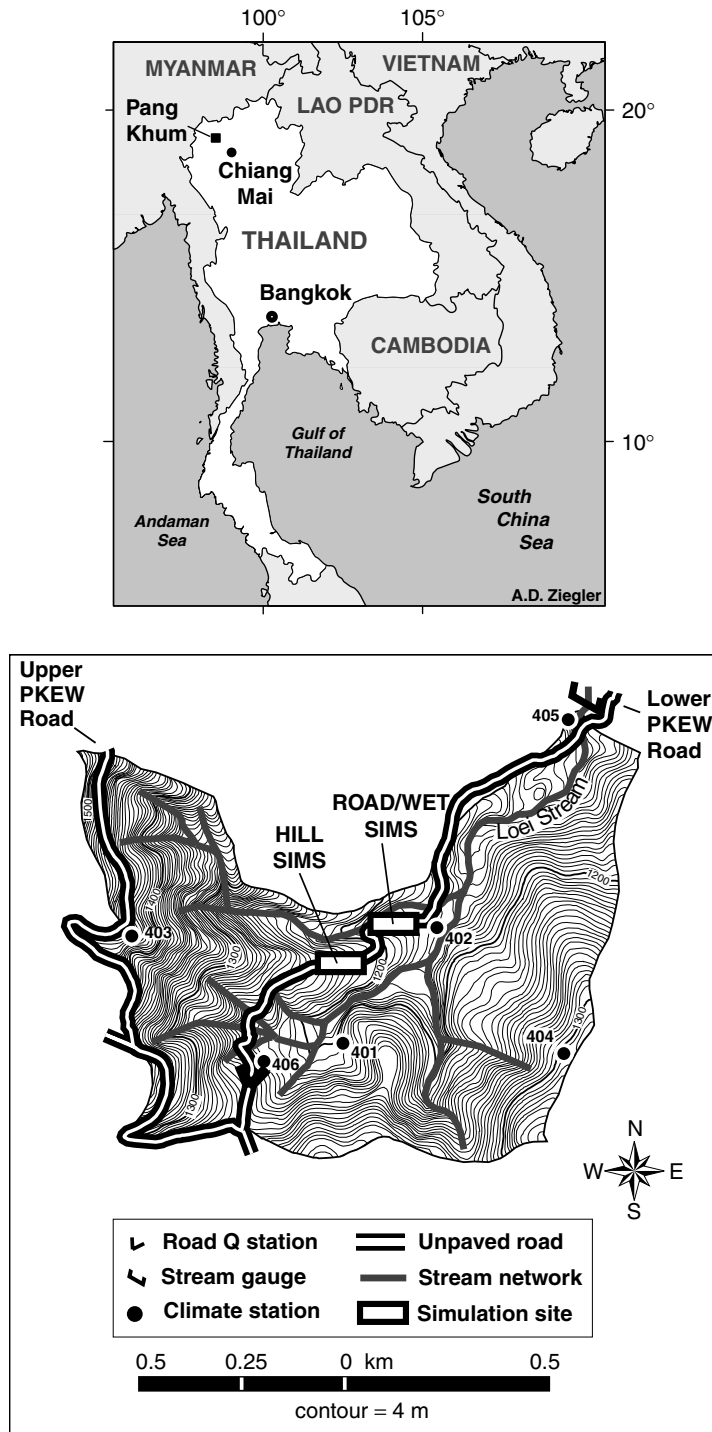 100° 105°
MYANMAR
VIETNAM
LAO PDR
20°
Pang
Khum
Chiang
Mai
THAILAND
Bangkok
CAMBODIA
10°
Gulf of
Thailand
Andaman
Sea
South
China
Sea
A.D. Ziegler
Upper
PKEW
Road
Lower
PKEW
Road
405
ROAD/WET
SIMS
HILL
SIMS
Loei Stream
1500
1200
1400
403
402
1300
1200
1300
404
401
406
1300
N
W E
S
Road Q station
Unpaved road
Stream gauge
Stream network
Climate station
Simulation site
0.5 0.25 0 km 0.5
contour = 4 m